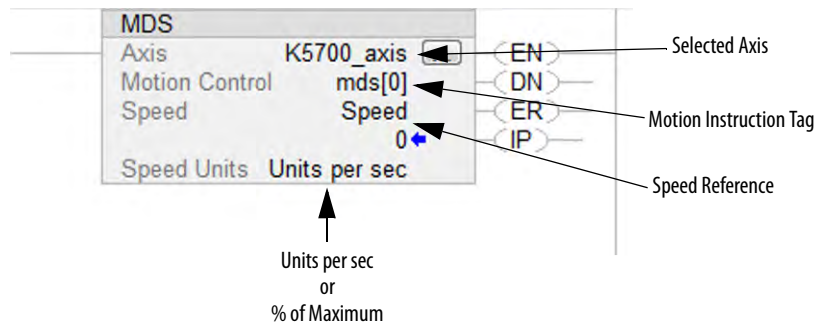 MDS
Axis K5700_axis (EN) Selected Axis
Motion Control mds[0] (DN)
Speed Speed (ER) Motion Instruction Tag
0 (IP)
Speed Units Units per sec Speed Reference
Units per sec
or
% of Maximum